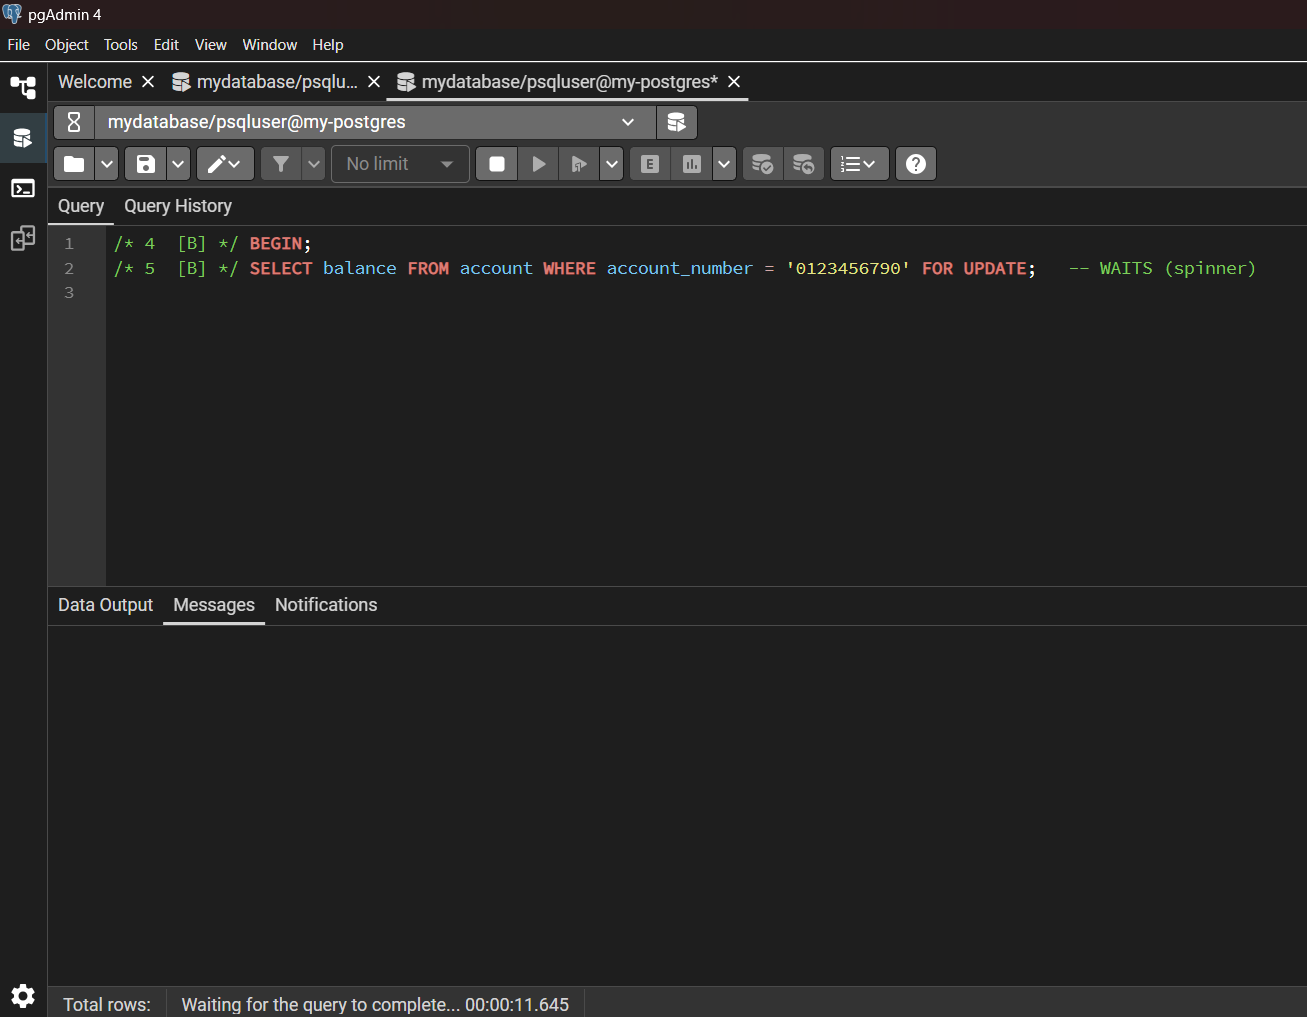 pgAdmin 4
File Object Tools Edit View Window Help
Welcome mydatabase/psqlu... mydatabase/psqluser@my-postgres*
mydatabase/psqluser@my-postgres
No limit E
Query Query History
1 /* 4  [B] */ BEGIN;
2 /* 5  [B] */ SELECT balance FROM account WHERE account_number = '0123456790' FOR UPDATE;   -- WAITS (spinner)
3
Data Output Messages Notifications
Total rows: Waiting for the query to complete... 00:00:11.645